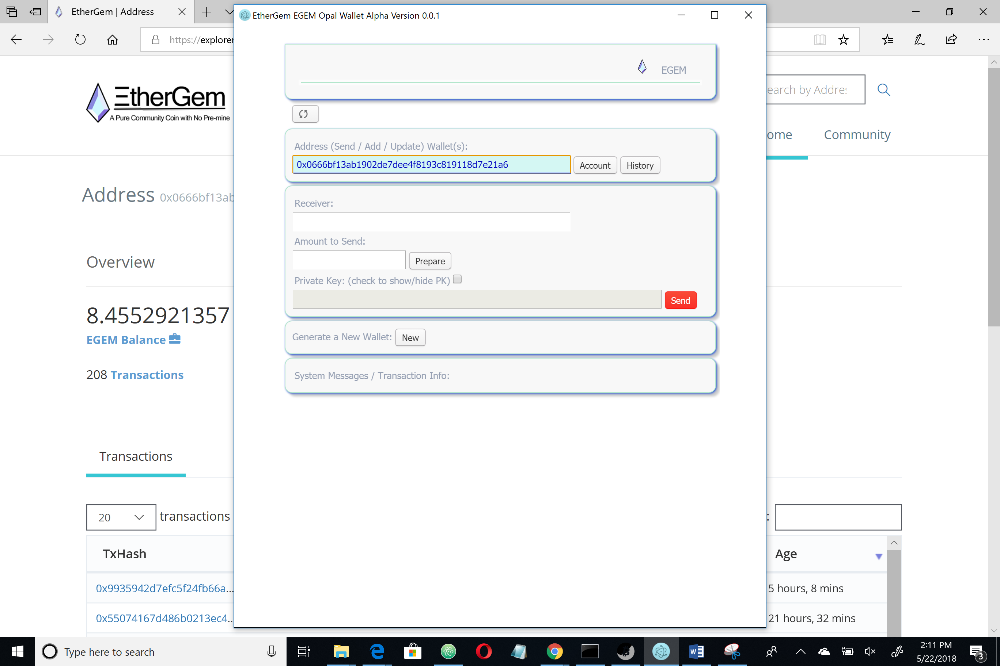 EtherGem | Address
EtherGem EGEM Opal Wallet Alpha Version 0.0.1
https://explorer
EGEM
EtherGem
A Pure Community Coin with No Pre-mine
earch by Addre
ome
Community
Address (Send / Add / Update) Wallet(s):
0x0666bf13ab1902de7dee4f8193c819118d7e21a6
Account
History
Address 0x0666bf13ab
Receiver:
Amount to Send:
Prepare
Overview
Private Key: (check to show/hide PK)
Send
8.4552921357
EGEM Balance
Generate a New Wallet: New
208 Transactions
System Messages / Transaction Info:
Transactions
20
transactions
:
TxHash
Age
0x9935942d7efc5f24fb66a...
5 hours, 8 mins
0x55074167d486b0213ec4..
21 hours, 32 mins
Type here to search
2:11 PM
5/22/2018
3